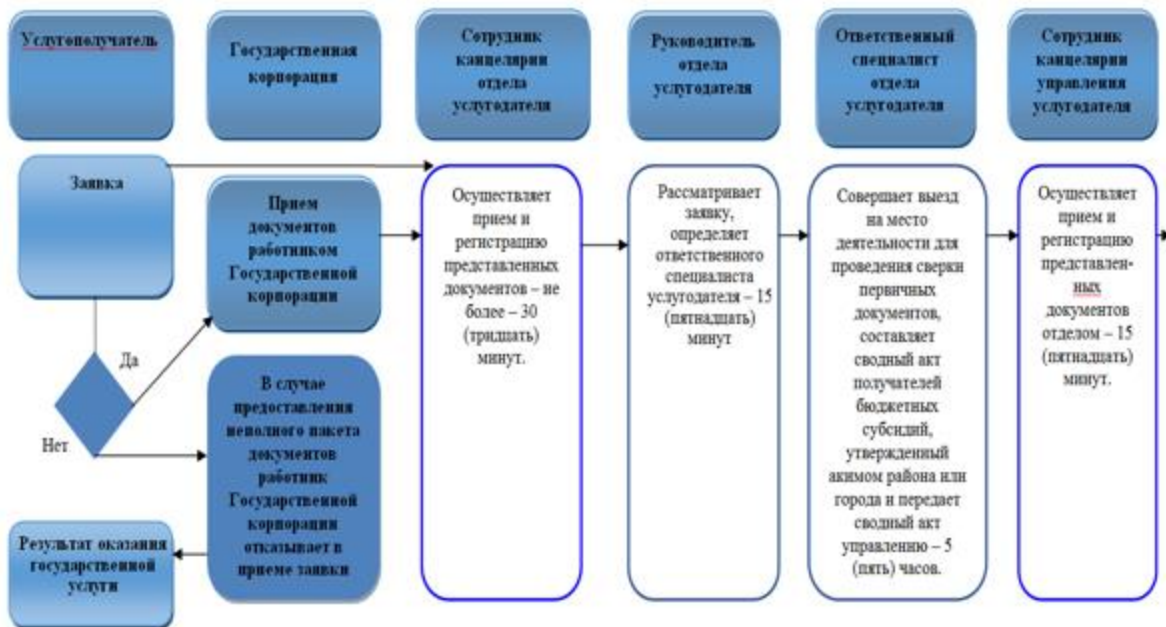 Услугополучатель
Государственная
корпорация
Сотрудник
канцелярии
отдела
услугодателя
Руководитель
отдела
услугодателя
Ответственный
специалист
отдела
услугодателя
Сотрудник
канцелярии
управления
услугодателя
Заявка
Да
Нет
Результат оказания
государственной
услуги
Прием
документов
работником
Государственной
корпорации
В случае
предоставления
неполного пакета
документов
работник
Государственной
корпорации
отказывает в
приеме заявки
Осуществляет
прием и
регистрацию
представленных
документов – не
более – 30
(тридцать)
минут.
Рассматривает
заявку,
определяет
ответственного
специалиста
услугодателя – 15
(пятнадцать)
минут
Совершает выезд
на место
деятельности для
проведения сверки
первичных
документов,
составляет
сводный акт
получателей
бюджетных
субсидий,
утвержденный
акимом района или
города и передает
сводный акт
управлению – 5
(пять) часов.
Осуществляет
прием и
регистрацию
представлен-
ных
документов
отделом – 15
(пятнадцать)
минут.